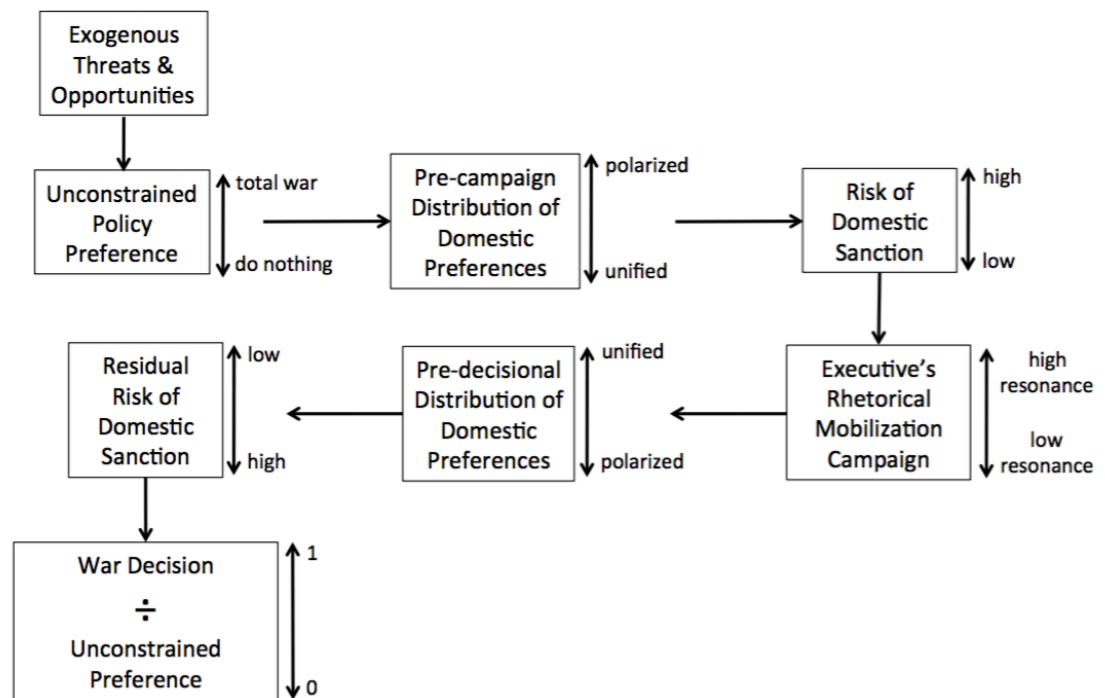 Exogenous
Threats &
Opportunities
Unconstrained
Policy
Preference
total war
do nothing
Pre-campaign
Distribution of
Domestic
Preferences
polarized
unified
Risk of
Domestic
Sanction
high
low
Executive's
Rhetorical
Mobilization
Campaign
high
resonance
low
resonance
Pre-decisional
Distribution of
Domestic
Preferences
unified
polarized
Residual
Risk of
Domestic
Sanction
low
high
War Decision
÷
Unconstrained
Preference
1
0